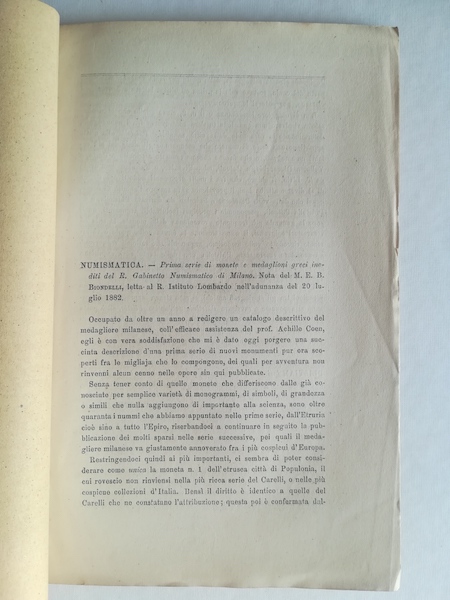 NUMISMATICA. — Prima serie di monete e medaglioni greci ine-
diti del R. Gabinetto Numismatico di Milano. Nota del M. E. B.
BIONDELLI, letta al R. Istituto Lombardo nell'adunanza del 20 lu-
glio 1882.
Occupato da oltre un anno a redigere un catalogo descrittivo del
medagliere milanese, coll'efficace assistenza del prof. Achille Coen,
egli è con vera soddisfazione che mi è dato oggi porgere una suc-
cinta descrizione d'una prima serie di nuovi monumenti pur ora sco-
perti fra le migliaja che lo compongono, dei quali per avventura non
rinvenni alcun cenno nelle opere sin qui pubblicate.
Senza tener conto di quelle monete che differiscono dalle già co-
nosciute per semplice varietà di monogrammi, di simboli, di grandezza
o simili che nulla aggiungono di importante alla scienza, sono oltre
quaranta i nummi che abbiamo appuntato nelle prime serie, dall'Etruria
cioè sino a tutto l'Epiro, riserbandoci a continuare in seguito la pub-
blicazione dei molti sparsi nelle serie successive, pei quali il meda-
gliere milanese va giustamente annoverato fra i più cospicui d'Europa.
Restringendoci quindi ai più importanti, ci sembra di poter consi-
derare come unica la moneta n. 1 dell'etrusca città di Populonia, il
cui rovescio non rinviensi nella più ricca serie del Carelli, o nelle più
cospicue collezioni d'Italia. Bensì il diritto è identico a quelle del
Carelli che ne constatano l'attribuzione; questa poi è confermata dal-